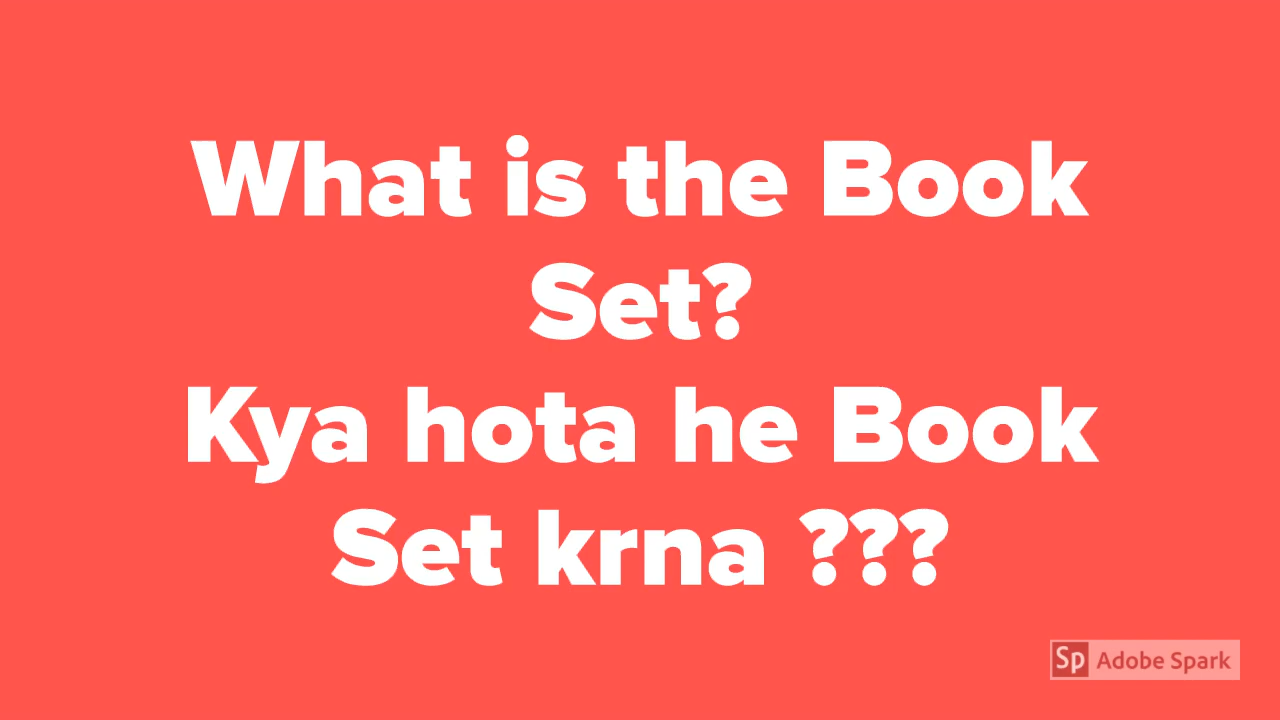 What is the Book
Set?
Kya hota he Book
Set krna ???
Sp Adobe Spark